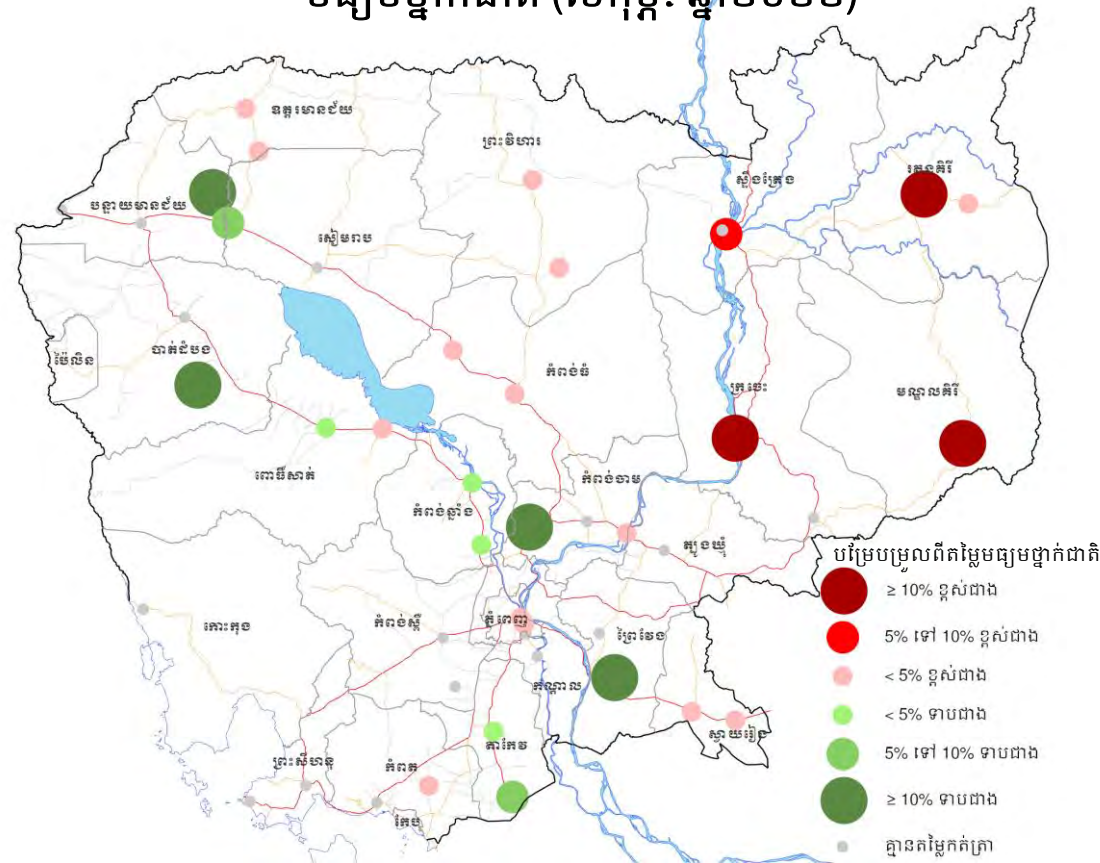 ឧត្តរមានជ័យ
ព្រះវិហារ
ស្ទឹងត្រែង
រតនគិរី
បន្ទាយមានជ័យ
សៀមរាប
ប៉ៃលិន
បាត់ដំបង
កំពង់ធំ
ក្រចេះ
មណ្ឌលគិរី
ពោធិ៍សាត់
កំពង់ចាម
កំពង់ឆ្នាំង
ត្បូងឃ្មុំ
កោះកុង
កំពង់ស្ពឺ
ភ្នំពេញ
ព្រៃវែង
កណ្តាល
តាកែវ
ស្វាយរៀង
ព្រះសីហនុ
កំពត
កែប
បម្រែបម្រួលពីតម្លៃមធ្យមថ្នាក់ជាតិ
≥ 10% ខ្ពស់ជាង
5% ទៅ 10% ខ្ពស់ជាង
< 5% ខ្ពស់ជាង
< 5% ទាបជាង
5% ទៅ 10% ទាបជាង
≥ 10% ទាបជាង
គ្មានតម្លៃកត់ត្រា